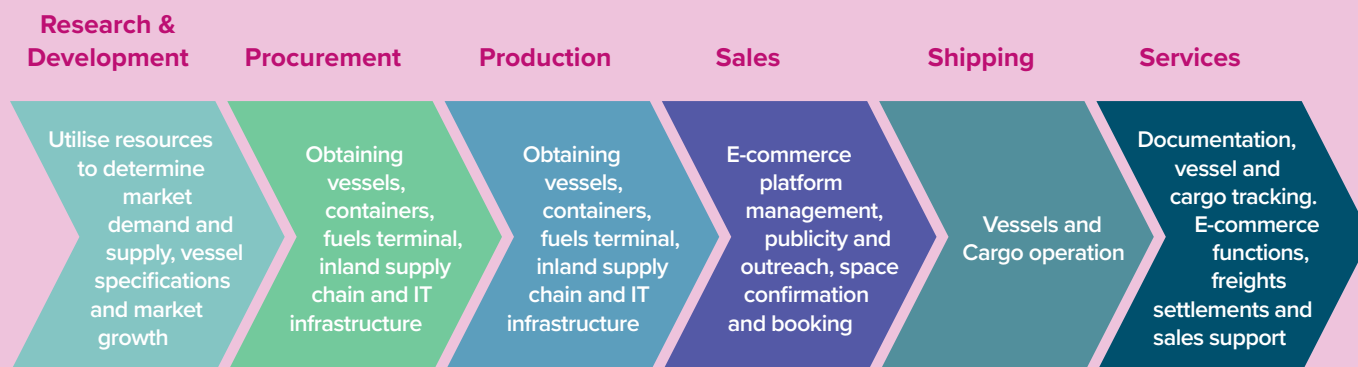 Research &
Development
Procurement
Production
Sales
Shipping
Services
Utilise resources
to determine
market
demand and
supply, vessel
specifications
and market
growth
Obtaining
vessels,
containers,
fuels terminal,
inland supply
chain and IT
infrastructure
Obtaining
vessels,
containers,
fuels terminal,
inland supply
chain and IT
infrastructure
E-commerce
platform
management,
publicity and
outreach, space
confirmation
and booking
Vessels and
Cargo operation
Documentation,
vessel and
cargo tracking.
E-commerce
functions,
freights
settlements and
sales support